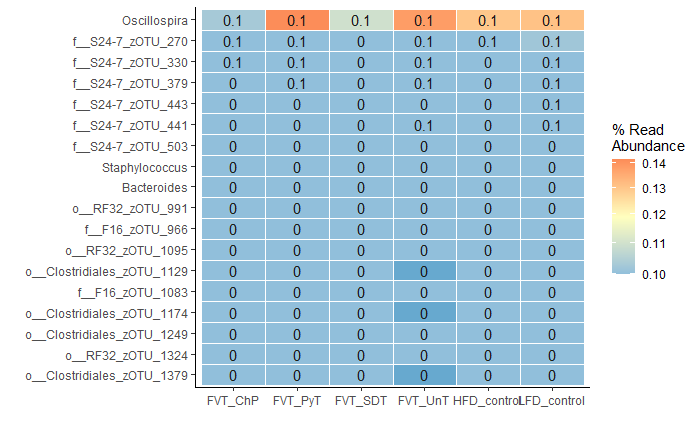 Oscillospira 0.1 0.1 0.1 0.1 0.1 0.1
f__S24-7_zOTU_270 0.1 0.1 0 0.1 0.1 0.1
f__S24-7_zOTU_330 0.1 0.1 0 0.1 0 0.1
f__S24-7_zOTU_379 0 0.1 0 0.1 0 0.1
f__S24-7_zOTU_443 0 0 0 0 0 0.1
f__S24-7_zOTU_441 0 0 0 0.1 0 0.1
f__S24-7_zOTU_503 0 0 0 0 0 0
Staphylococcus 0 0 0 0 0 0
Bacteroides 0 0 0 0 0 0
o__RF32_zOTU_991 0 0 0 0 0 0
f__F16_zOTU_966 0 0 0 0 0 0
o__RF32_zOTU_1095 0 0 0 0 0 0
o__Clostridiales_zOTU_1129 0 0 0 0 0 0
f__F16_zOTU_1083 0 0 0 0 0 0
o__Clostridiales_zOTU_1174 0 0 0 0 0 0
o__Clostridiales_zOTU_1249 0 0 0 0 0 0
o__RF32_zOTU_1324 0 0 0 0 0 0
o__Clostridiales_zOTU_1379 0 0 0 0 0 0
FVT_ChP FVT_PyT FVT_SDT FVT_UnT HFD_control LFD_control
% Read
Abundance
0.14
0.13
0.12
0.11
0.10